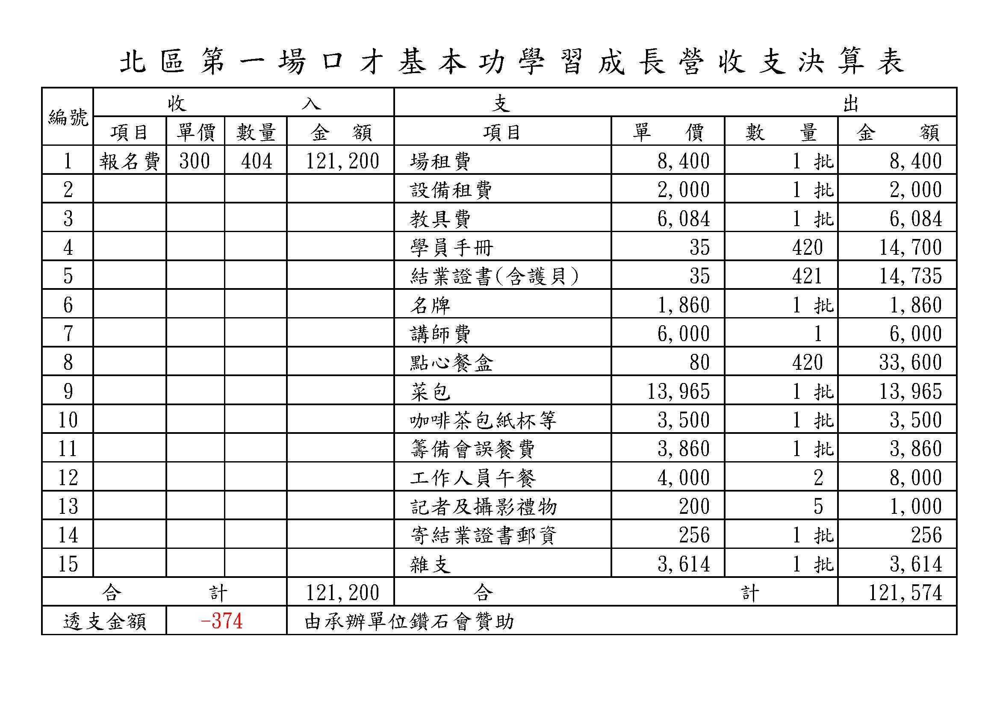 北區第一場口才基本功學習成長營收支決算表
編號 收入 支出
項目 單價 數量 金額 項目 單價 數量 金額
1 報名費 300 404 121,200 場租費 8,400 1 批 8,400
2 設備租費 2,000 1 批 2,000
3 教具費 6,084 1 批 6,084
4 學員手冊 35 420 14,700
5 結業證書(含護貝) 35 421 14,735
6 名牌 1,860 1 批 1,860
7 講師費 6,000 1 6,000
8 點心餐盒 80 420 33,600
9 菜包 13,965 1 批 13,965
10 咖啡茶包紙杯等 3,500 1 批 3,500
11 籌備會誤餐費 3,860 1 批 3,860
12 工作人員午餐 4,000 2 8,000
13 記者及攝影禮物 200 5 1,000
14 寄結業證書郵資 256 1 批 256
15 雜支 3,614 1 批 3,614
合計 121,200 合計 121,574
透支金額 -374 由承辦單位鑽石會贊助